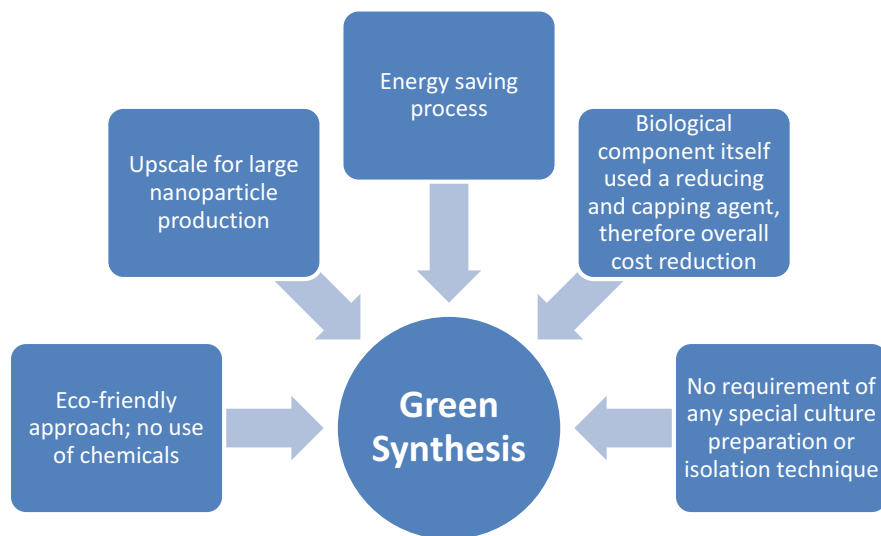 Energy saving
process
Upscale for large
nanoparticle
production
Biological
component itself
used a reducing
and capping agent,
therefore overall
cost reduction
Eco-friendly
approach; no use
of chemicals
Green
Synthesis
No requirement of
any special culture
preparation or
isolation technique